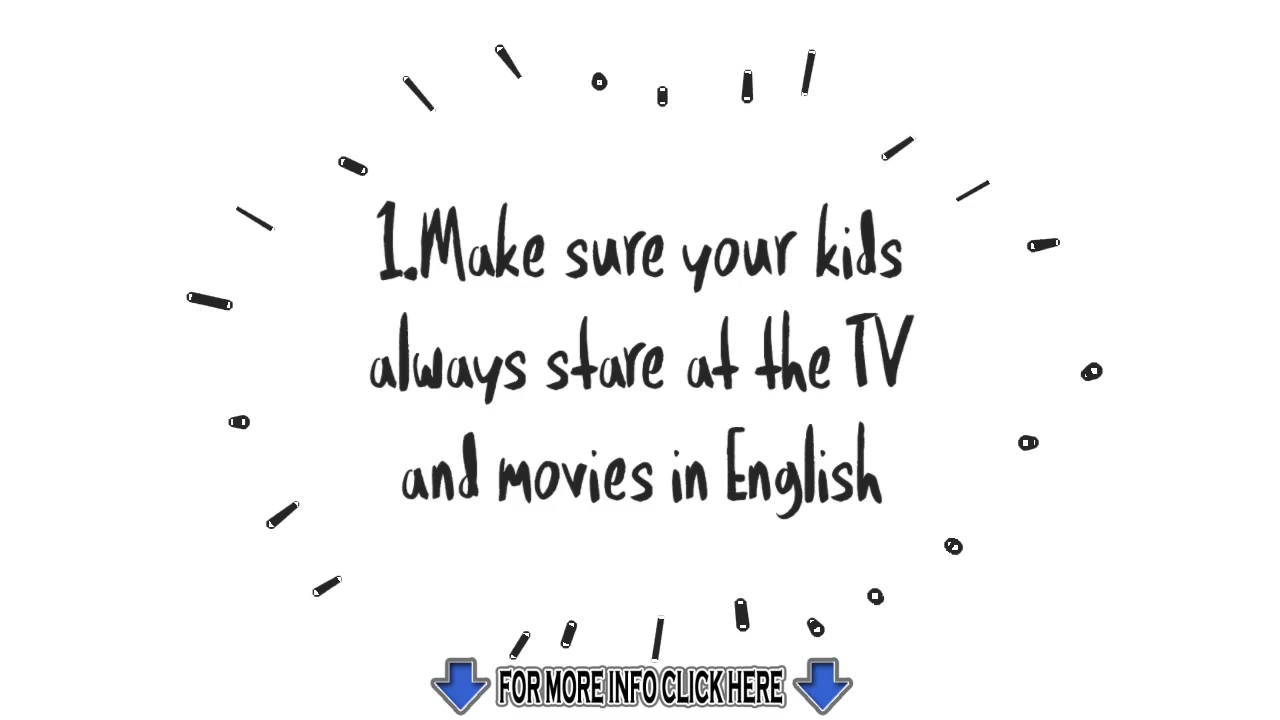 1.Make sure your kids
always stare at the TV
and movies in English
FOR MORE INFO CLICK HERE